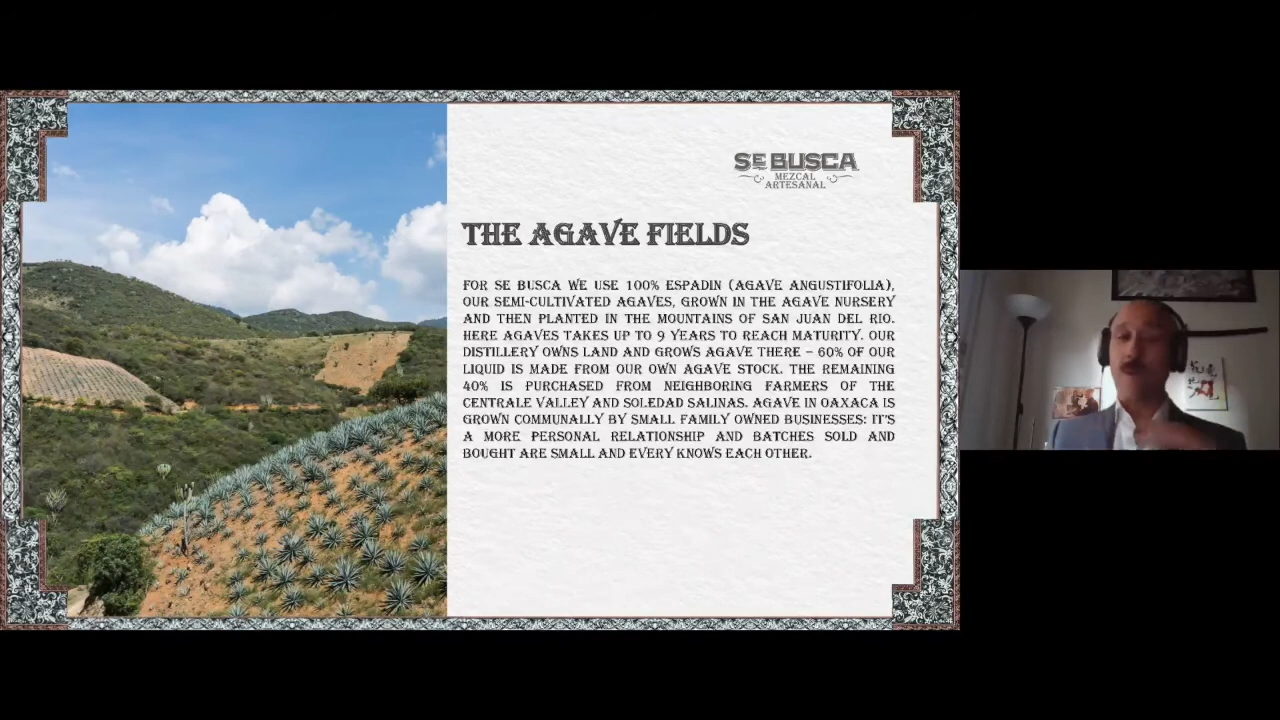 SE BUSCA
MEZCAL
ARTESANAL
THE AGAVE FIELDS
FOR SE BUSCA WE USE 100% ESPADIN (AGAVE ANGUSTIFOLIA),
OUR SEMI-CULTIVATED AGAVES, GROWN IN THE AGAVE NURSERY
AND THEN PLANTED IN THE MOUNTAINS OF SAN JUAN DEL RIO.
HERE AGAVES TAKES UP TO 9 YEARS TO REACH MATURITY. OUR
DISTILLERY OWNS LAND AND GROWS AGAVE THERE – 60% OF OUR
LIQUID IS MADE FROM OUR OWN AGAVE STOCK. THE REMAINING
40% IS PURCHASED FROM NEIGHBORING FARMERS OF THE
CENTRALE VALLEY AND SOLEDAD SALINAS. AGAVE IN OAXACA IS
GROWN COMMUNALLY BY SMALL FAMILY OWNED BUSINESSES: IT'S
A MORE PERSONAL RELATIONSHIP AND BATCHES SOLD AND
BOUGHT ARE SMALL AND EVERY KNOWS EACH OTHER.